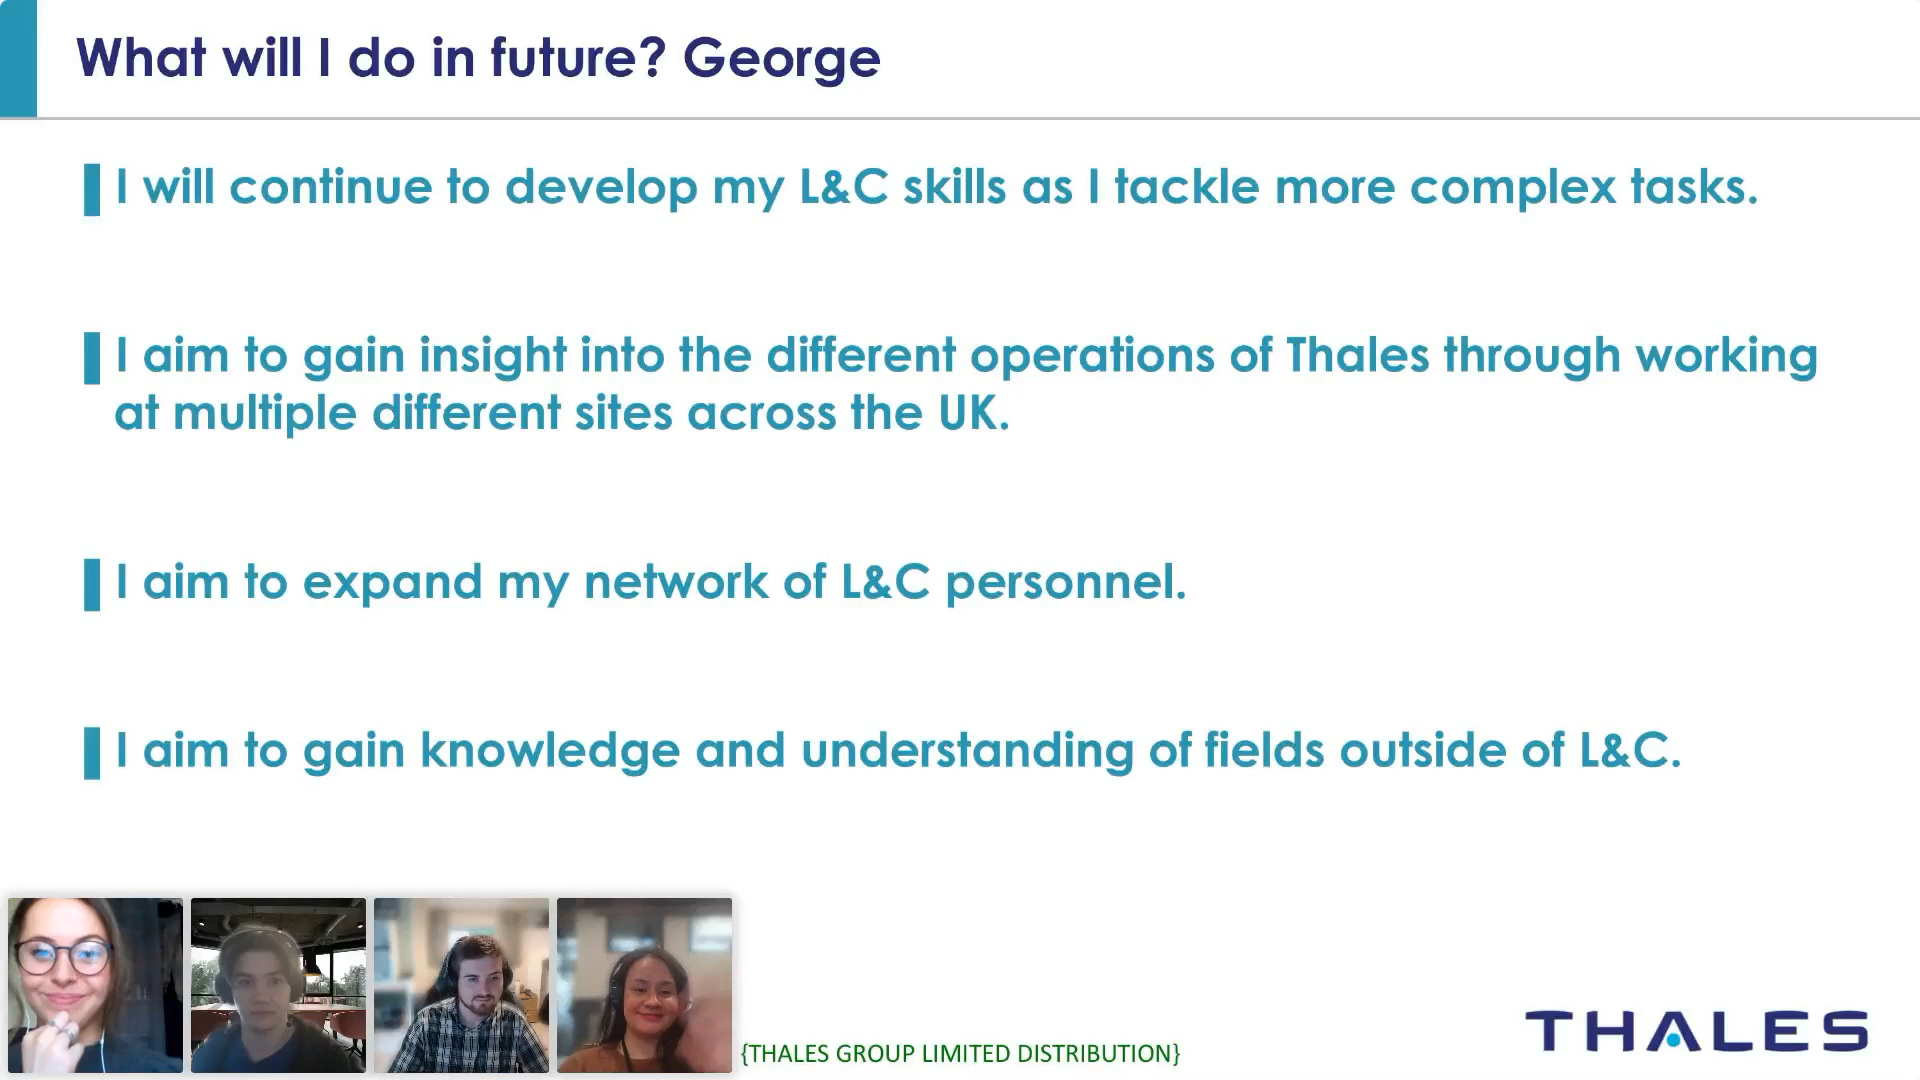 What will I do in future? George
I will continue to develop my L&C skills as I tackle more complex tasks.
I aim to gain insight into the different operations of Thales through working
at multiple different sites across the UK.
I aim to expand my network of L&C personnel.
I aim to gain knowledge and understanding of fields outside of L&C.
{THALES GROUP LIMITED DISTRIBUTION}
THALES